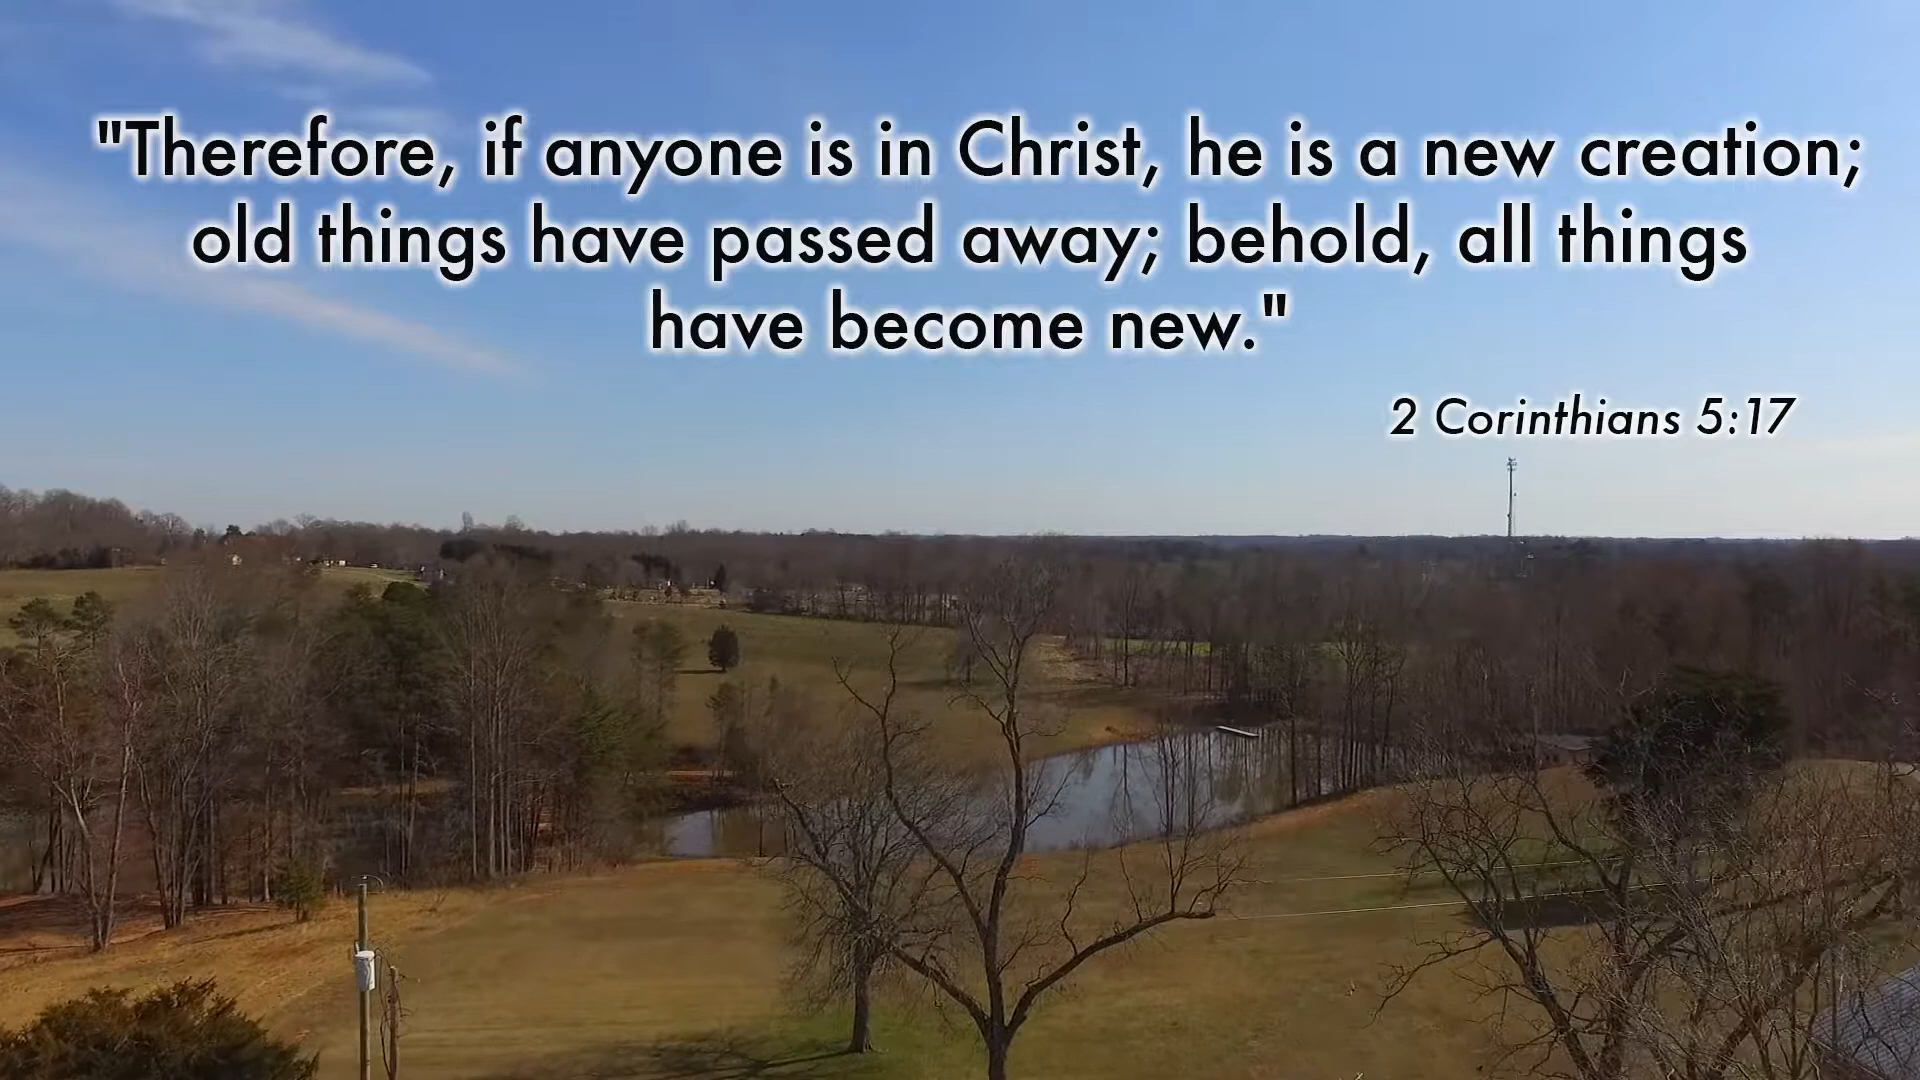 "Therefore, if anyone is in Christ, he is a new creation;
old things have passed away; behold, all things
have become new."
2 Corinthians 5:17